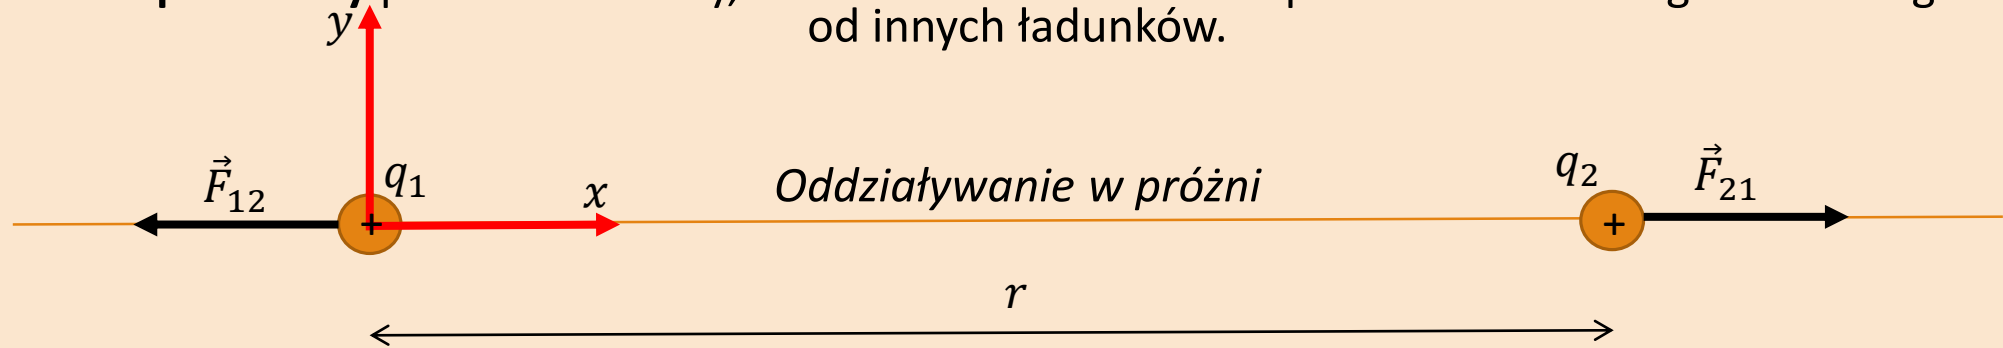 od innych ładunków.
y
F⃗₁₂
q₁
x
Oddziaływanie w próżni
q₂
F⃗₂₁
+
+
r